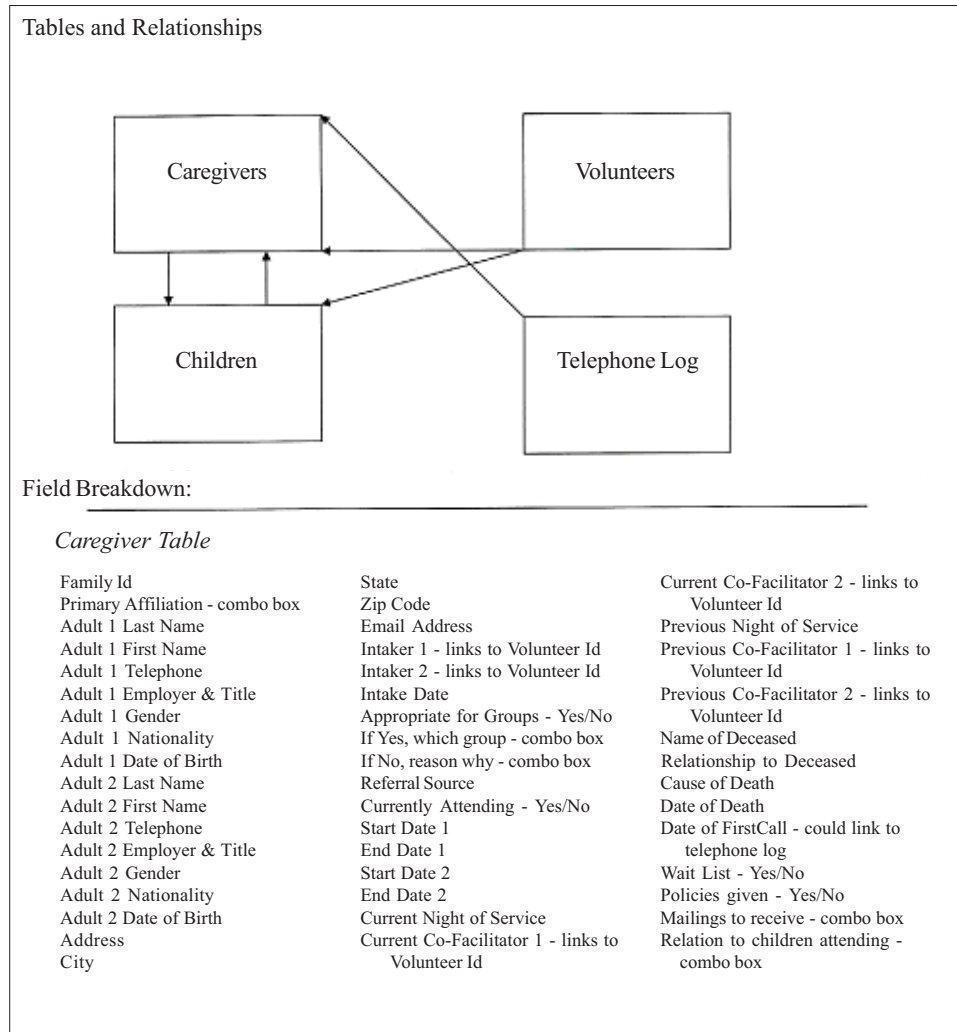 Tables and Relationships
Caregivers
Volunteers
Children
Telephone Log
Field Breakdown:
Caregiver Table
Family Id
Primary Affiliation - combo box
Adult 1 Last Name
Adult 1 First Name
Adult 1 Telephone
Adult 1 Employer & Title
Adult 1 Gender
Adult 1 Nationality
Adult 1 Date of Birth
Adult 2 Last Name
Adult 2 First Name
Adult 2 Telephone
Adult 2 Employer & Title
Adult 2 Gender
Adult 2 Nationality
Adult 2 Date of Birth
Address
City
State
Zip Code
Email Address
Intaker 1 - links to Volunteer Id
Intaker 2 - links to Volunteer Id
Intake Date
Appropriate for Groups - Yes/No
If Yes, which group - combo box
If No, reason why - combo box
Referral Source
Currently Attending - Yes/No
Start Date 1
End Date 1
Start Date 2
End Date 2
Current Night of Service
Current Co-Facilitator 1 - links to
Volunteer Id
Current Co-Facilitator 2 - links to
Volunteer Id
Previous Night of Service
Previous Co-Facilitator 1 - links to
Volunteer Id
Previous Co-Facilitator 2 - links to
Volunteer Id
Name of Deceased
Relationship to Deceased
Cause of Death
Date of Death
Date of FirstCall - could link to
telephone log
Wait List - Yes/No
Policies given - Yes/No
Mailings to receive - combo box
Relation to children attending -
combo box